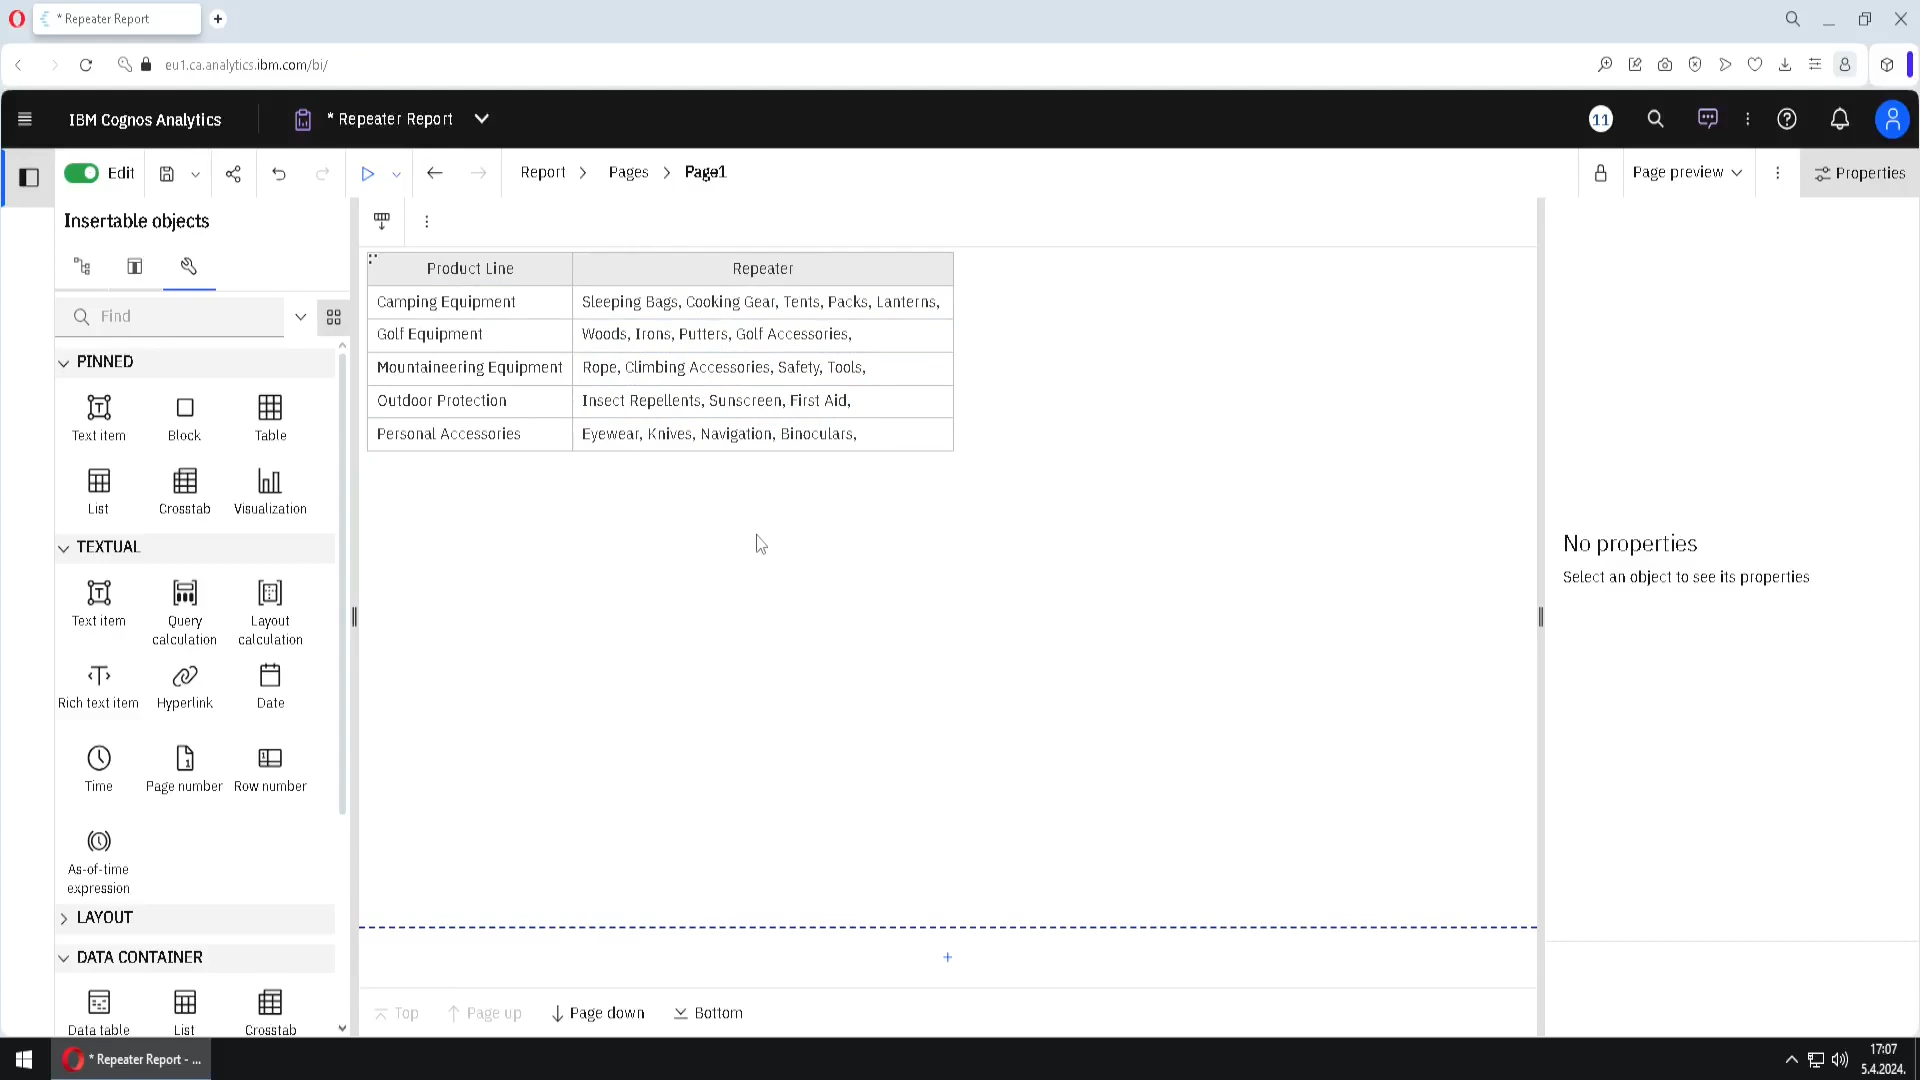 * Repeater Report
eu1.ca.analytics.ibm.com/bi/
IBM Cognos Analytics
* Repeater Report
11
Edit
Report
Pages
Page1
Page preview
Properties
Insertable objects
Find
PINNED
Text item
Block
Table
List
Crosstab
Visualization
TEXTUAL
Text item
Query calculation
Layout calculation
Rich text item
Hyperlink
Date
Time
Page number
Row number
As-of-time expression
LAYOUT
DATA CONTAINER
Data table
List
Crosstab
Product Line
Repeater
Camping Equipment
Sleeping Bags, Cooking Gear, Tents, Packs, Lanterns,
Golf Equipment
Woods, Irons, Putters, Golf Accessories,
Mountaineering Equipment
Rope, Climbing Accessories, Safety, Tools,
Outdoor Protection
Insect Repellents, Sunscreen, First Aid,
Personal Accessories
Eyewear, Knives, Navigation, Binoculars,
No properties
Select an object to see its properties
Top
Page up
Page down
Bottom
* Repeater Report - ...
17:07
5.4.2024.